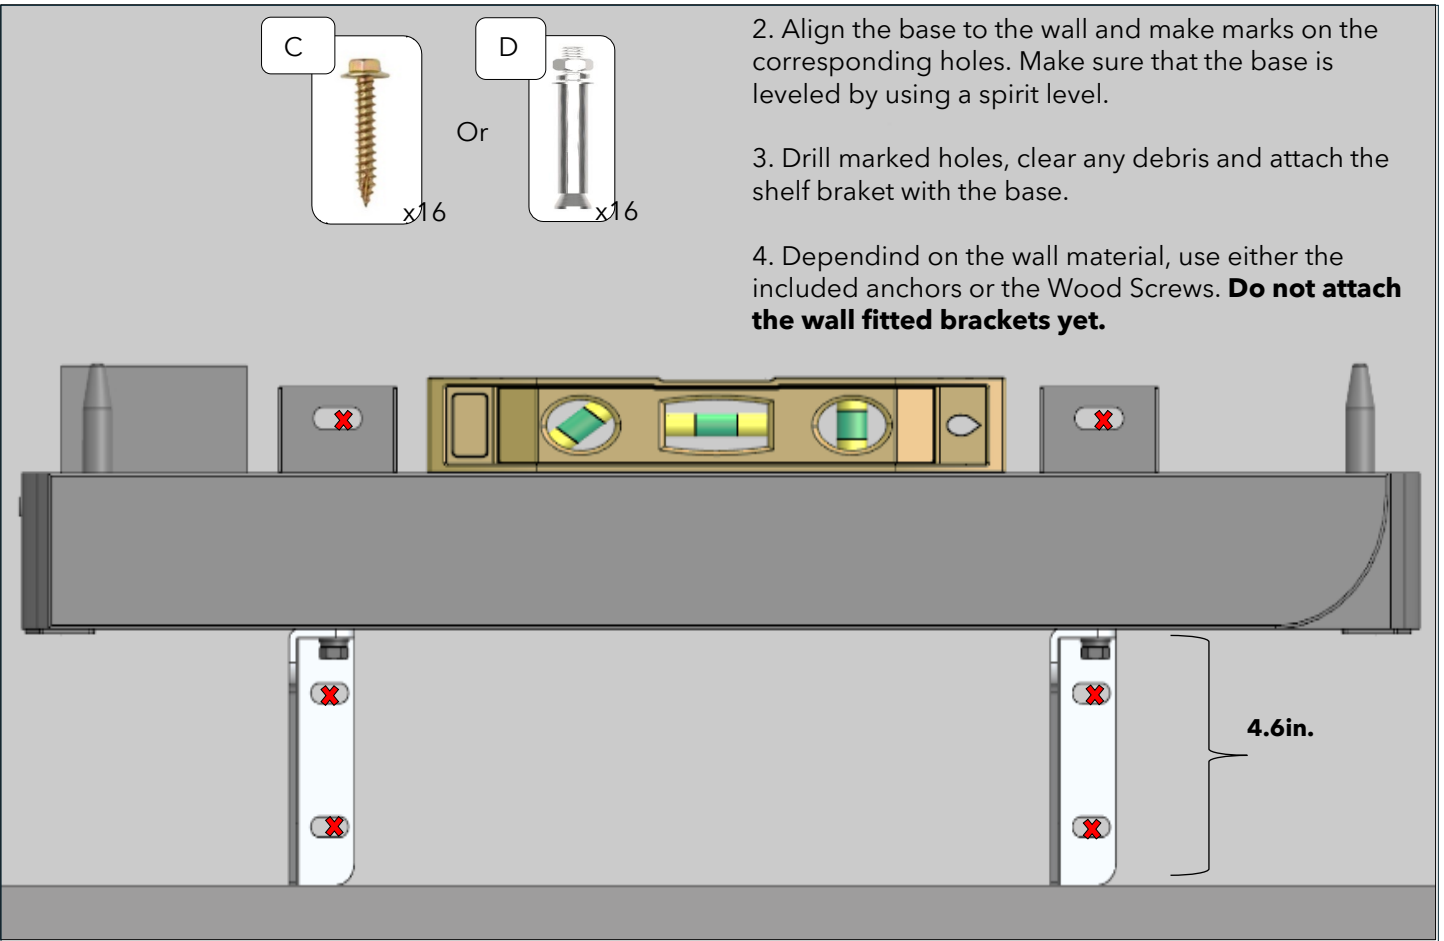 C
D
Or
x16
x16
2. Align the base to the wall and make marks on the
corresponding holes. Make sure that the base is
leveled by using a spirit level.
3. Drill marked holes, clear any debris and attach the
shelf braket with the base.
4. Dependind on the wall material, use either the
included anchors or the Wood Screws. Do not attach
the wall fitted brackets yet.
4.6in.